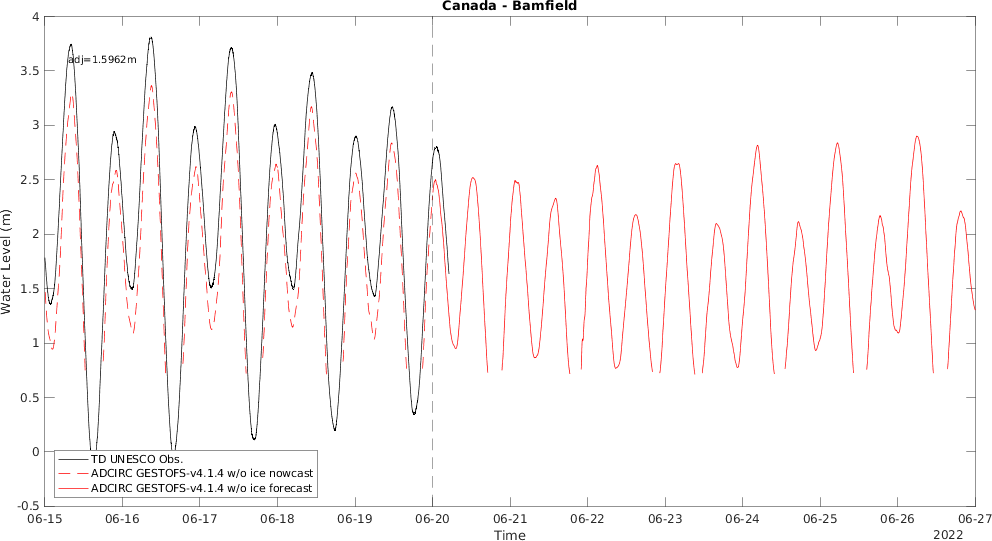 Canada - Bamfield
4
3.5
3
2.5
2
1.5
1
0.5
0
-0.5
Water Level (m)
adj=1.5962m
TD UNESCO Obs.
ADCIRC GESTOFS-v4.1.4 w/o ice nowcast
ADCIRC GESTOFS-v4.1.4 w/o ice forecast
06-15 06-16 06-17 06-18 06-19 06-20 06-21 06-22 06-23 06-24 06-25 06-26 06-27
Time
2022